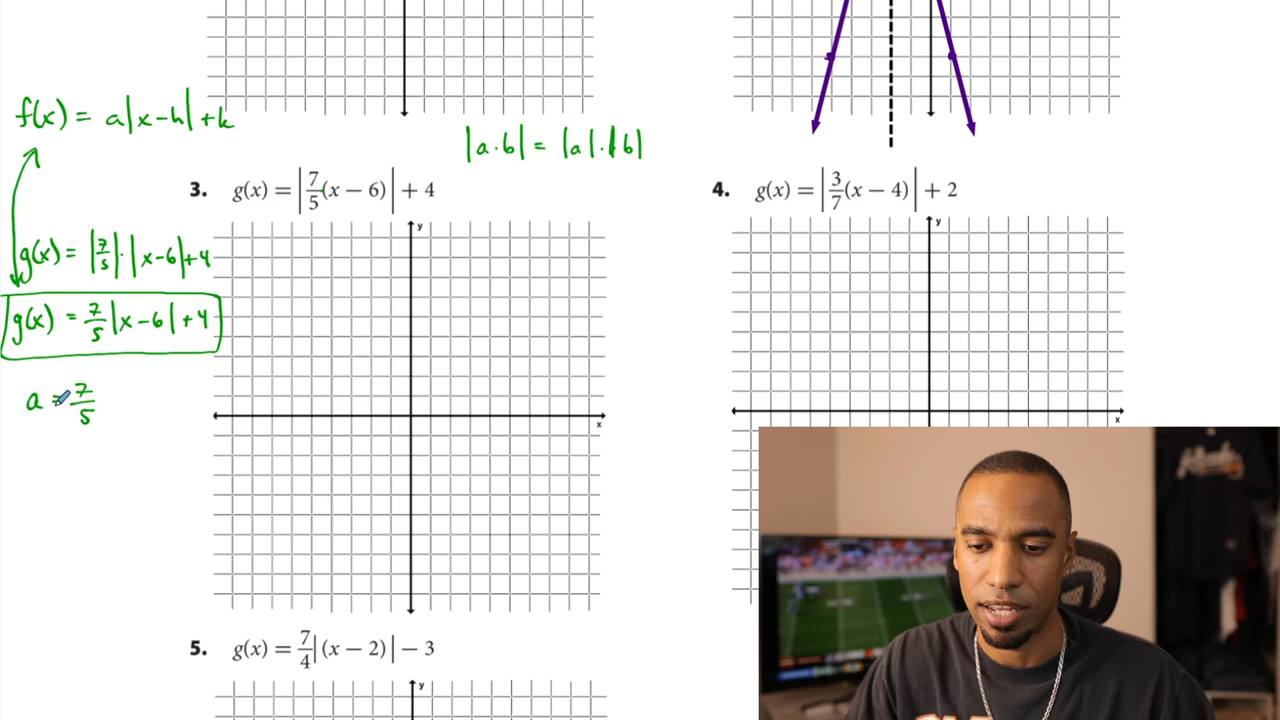 f(x) = a|x-h| +k
|a·b| = |a|·|b|
3. g(x) = |7/5(x − 6)| + 4
4. g(x) = |3/7(x − 4)| + 2
g(x) = |7/5|·|x-6|+4
g(x) = 7/5|x-6|+4
a = 7/5
y
x
y
x
5. g(x) = 7/4|(x − 2)| − 3
y